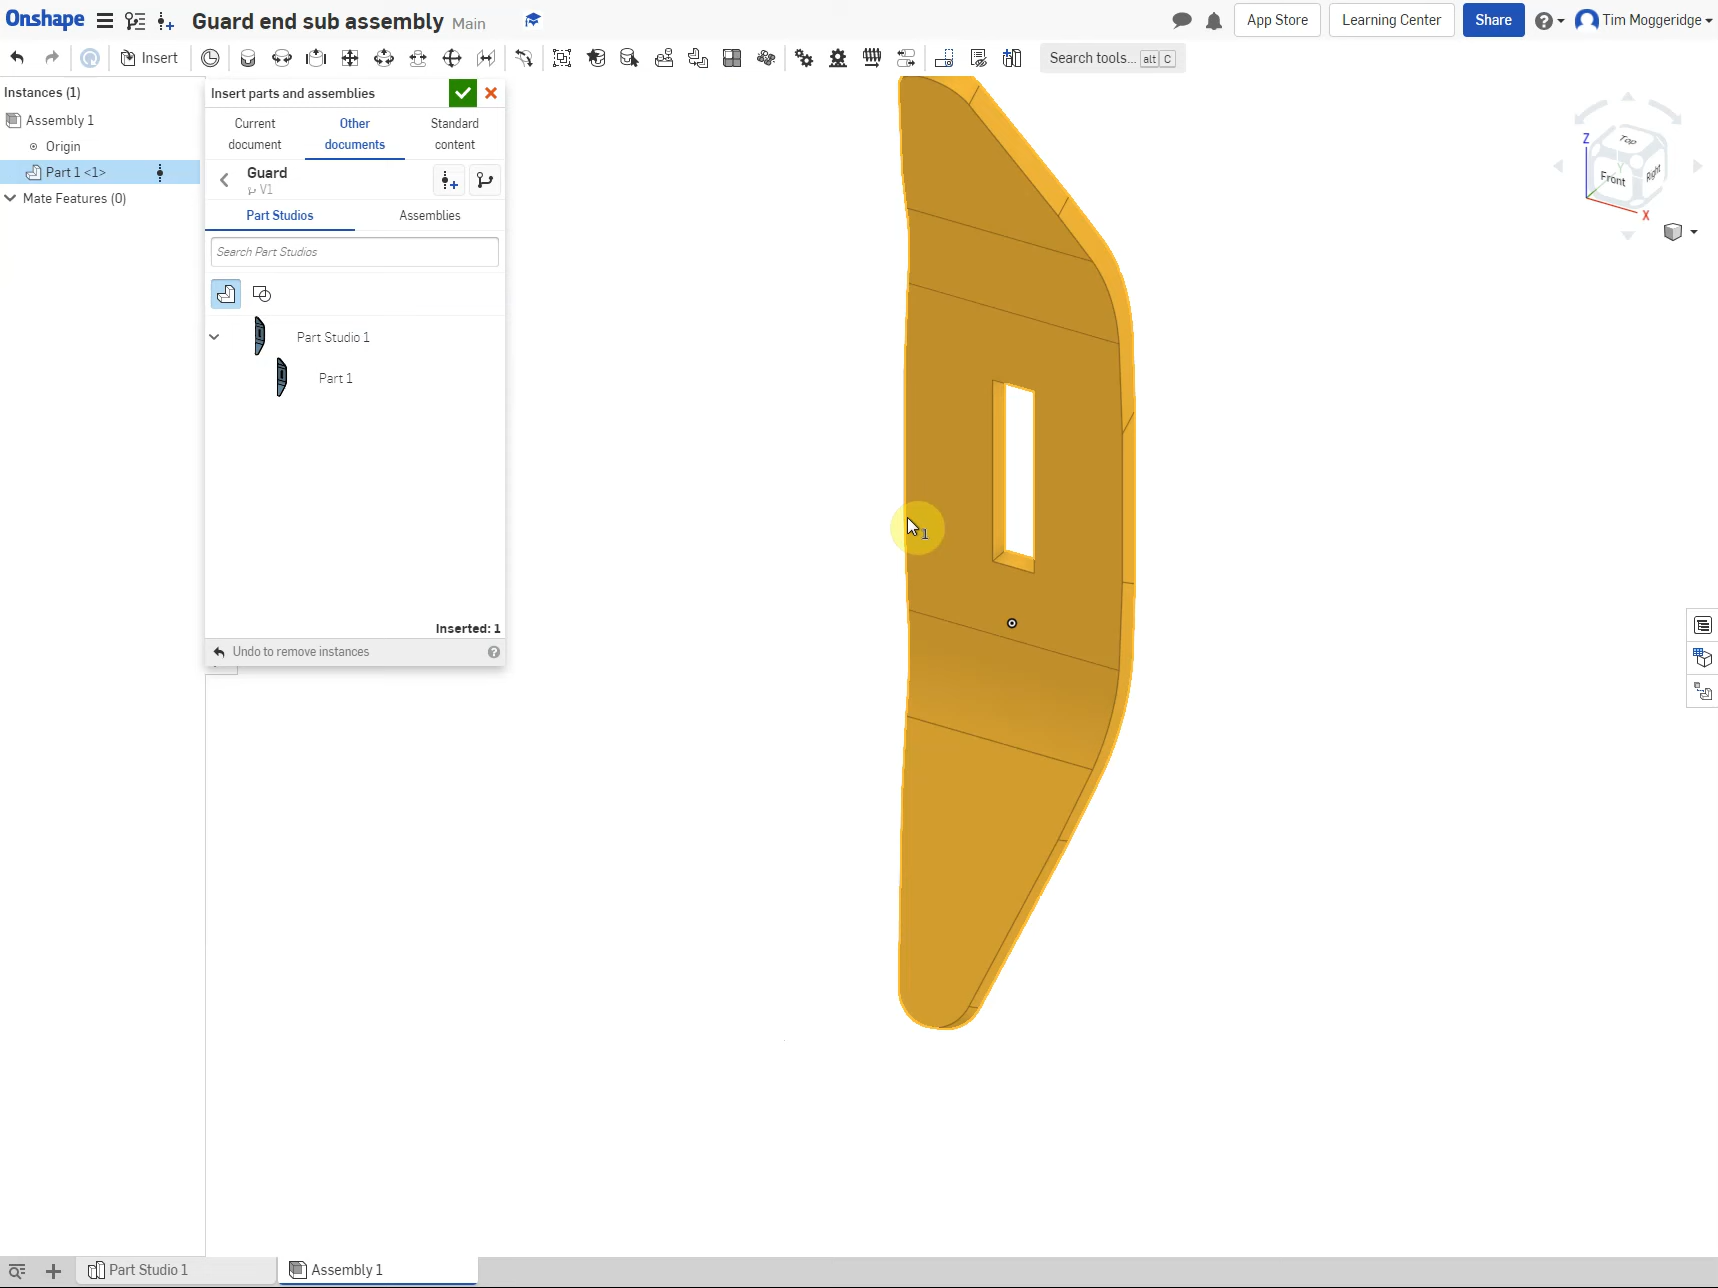 Onshape Guard end sub assembly Main App Store Learning Center Share Tim Moggeridge
Insert Search tools... alt C
Instances (1)
Assembly 1
Origin
Part 1 <1>
Mate Features (0)
Insert parts and assemblies
Current document
Other documents
Standard content
Guard
V1
Part Studios Assemblies
Search Part Studios
Part Studio 1
Part 1
Inserted: 1
Undo to remove instances
1
Top
Front
Right
Z
Y
X
Part Studio 1 Assembly 1